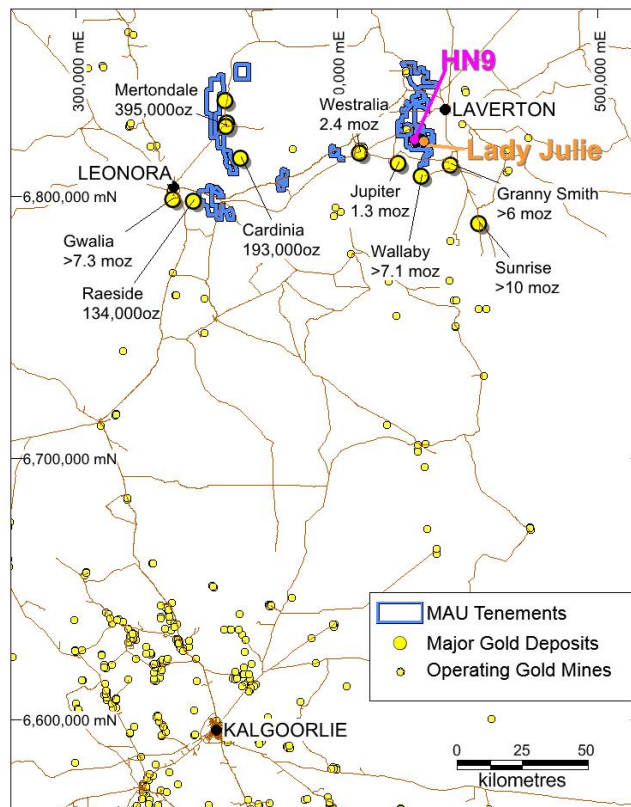 300,000 mE
0,000 mE
500,000 mE
HN9
Mertondale
395,000oz
Westralia
2.4 moz
LAVERTON
Lady Julie
LEONORA
6,800,000 mN
Jupiter
1.3 moz
Granny Smith
>6 moz
Cardinia
193,000oz
Gwalia
>7.3 moz
Wallaby
>7.1 moz
Sunrise
>10 moz
Raeside
134,000oz
6,700,000 mN
MAU Tenements
Major Gold Deposits
Operating Gold Mines
6,600,000 mN
KALGOORLIE
0 25 50
kilometres